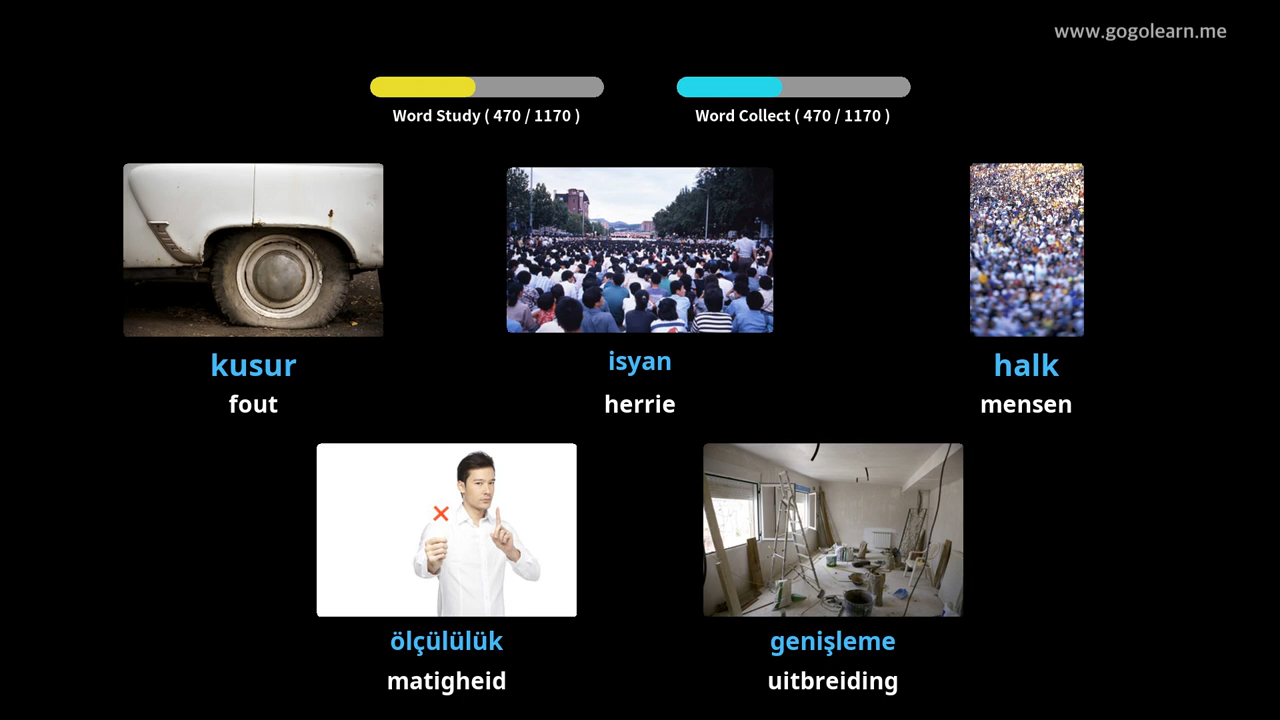 www.gogolearn.me
Word Study ( 470 / 1170 )
Word Collect ( 470 / 1170 )
kusur
fout
isyan
herrie
halk
mensen
ölçülülük
matigheid
genişleme
uitbreiding